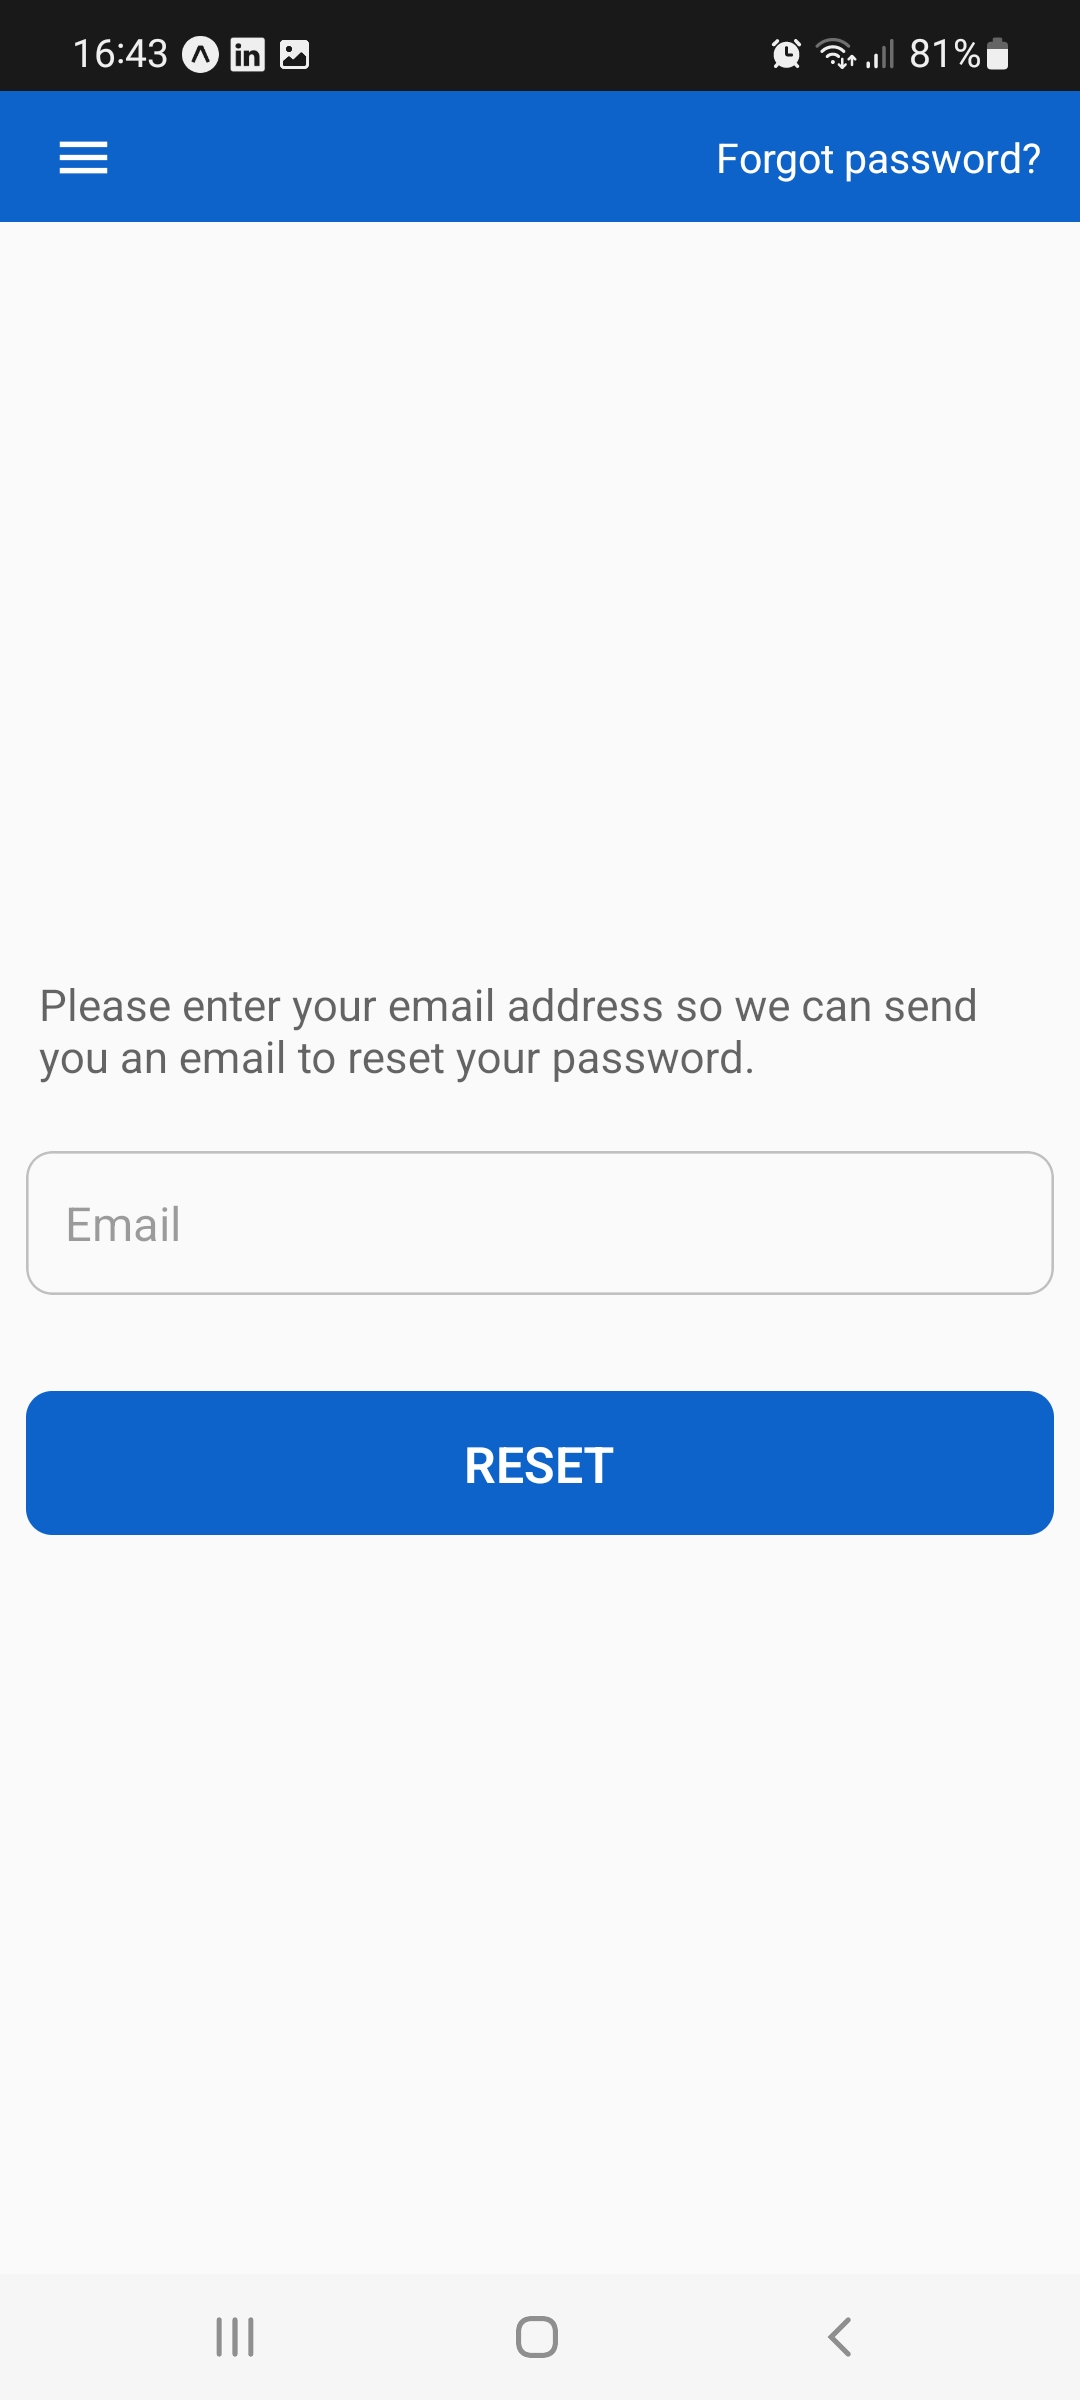 16:43 in 81%
Forgot password?
Please enter your email address so we can send
you an email to reset your password.
Email
RESET